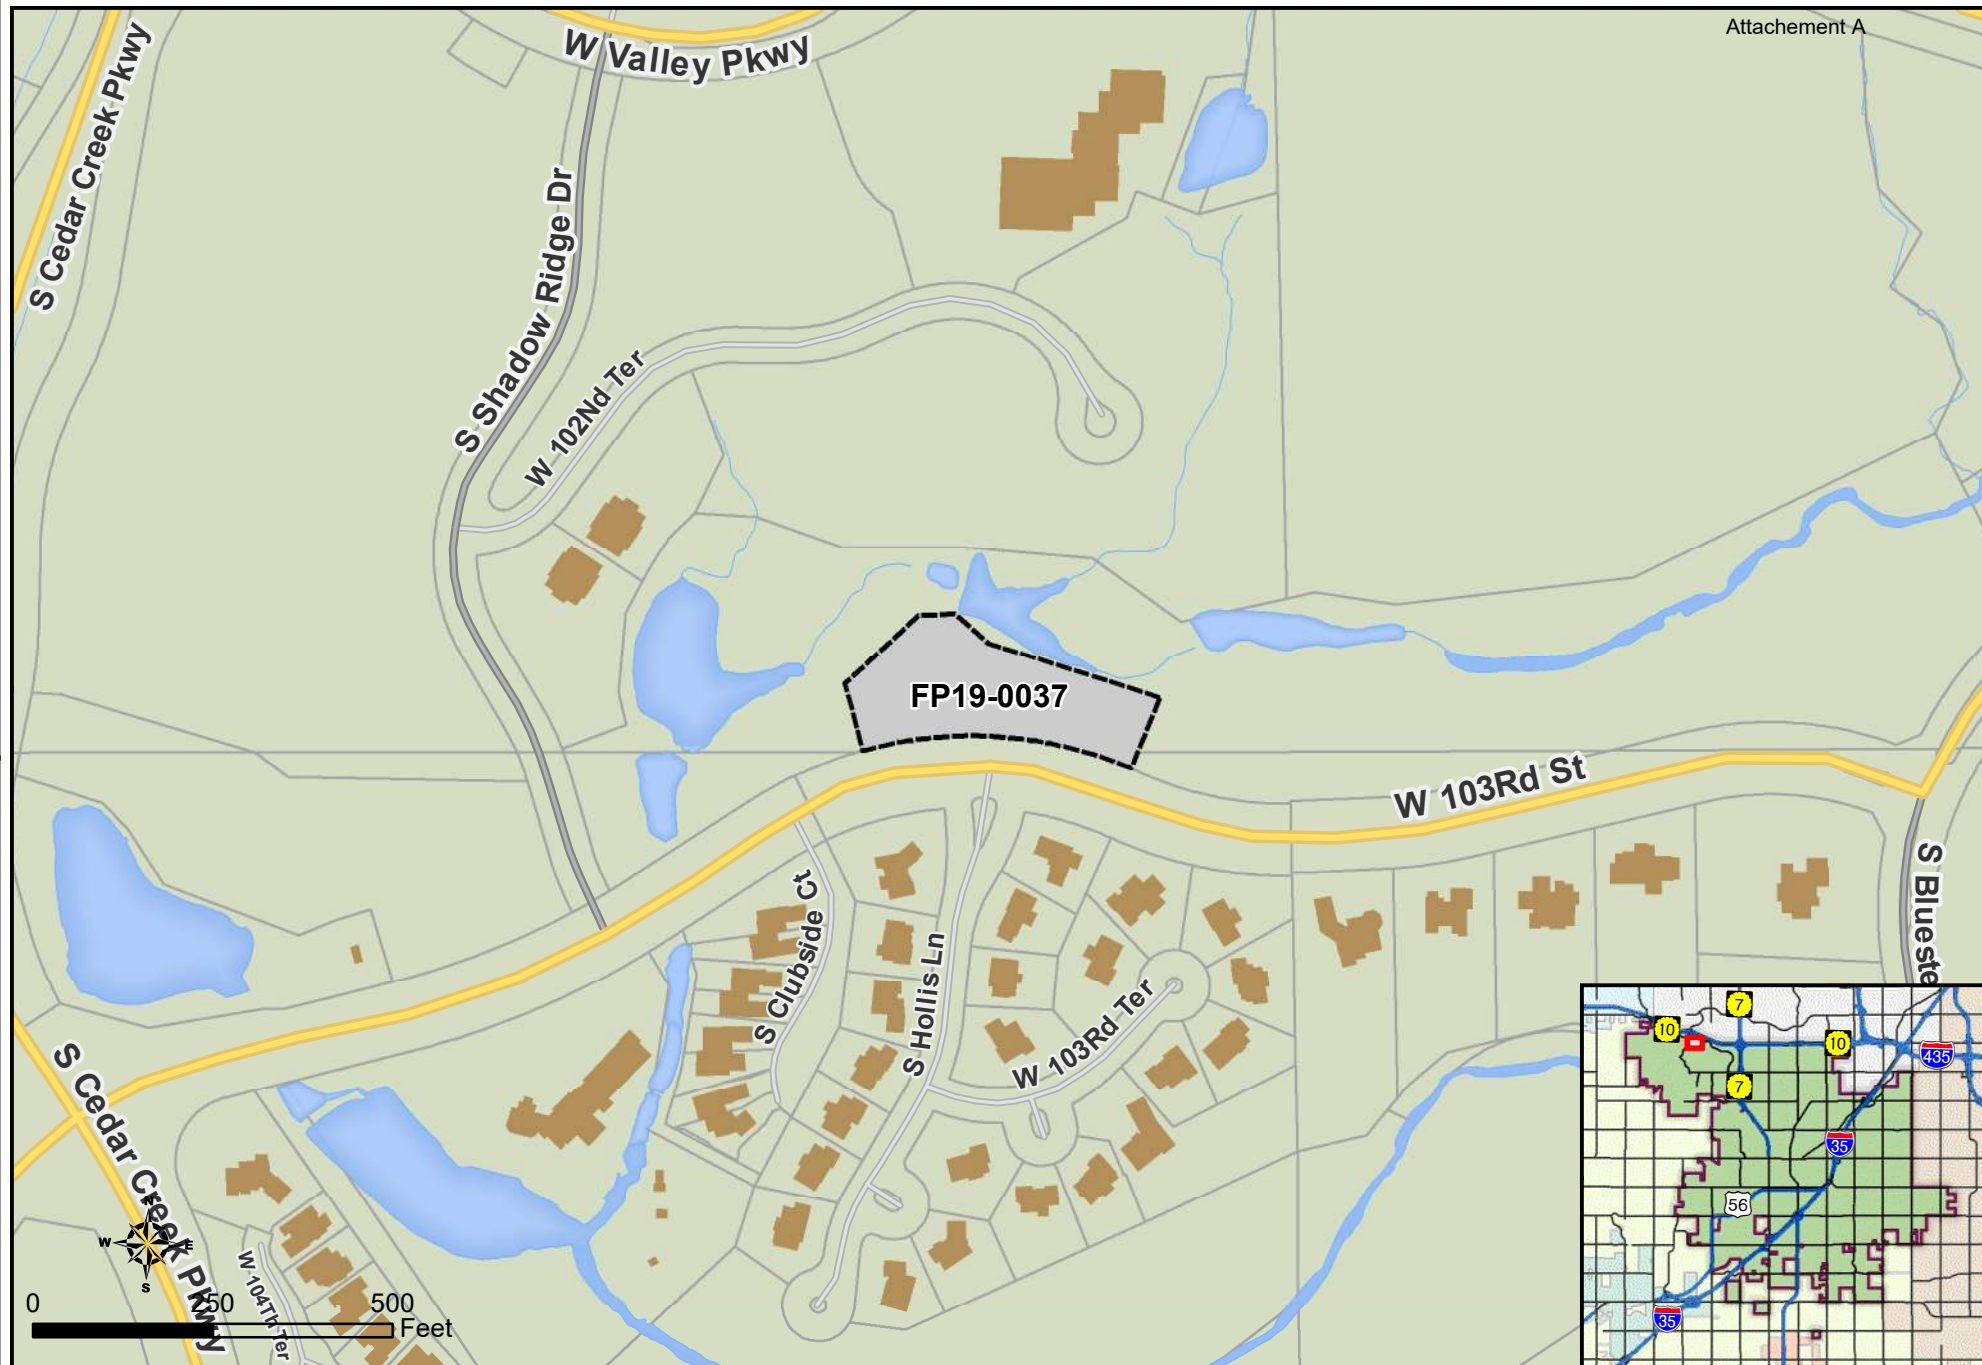 Attachement A
W Valley Pkwy
S Cedar Creek Pkwy
S Shadow Ridge Dr
W 102Nd Ter
FP19-0037
W 103Rd St
S Clubside Ct
S Hollis Ln
W 103Rd Ter
S Blueste
S Cedar Creek Pkwy
W 104Th Ter
N
W
E
S
0
250
500
Feet
7
10
10
435
7
35
56
35